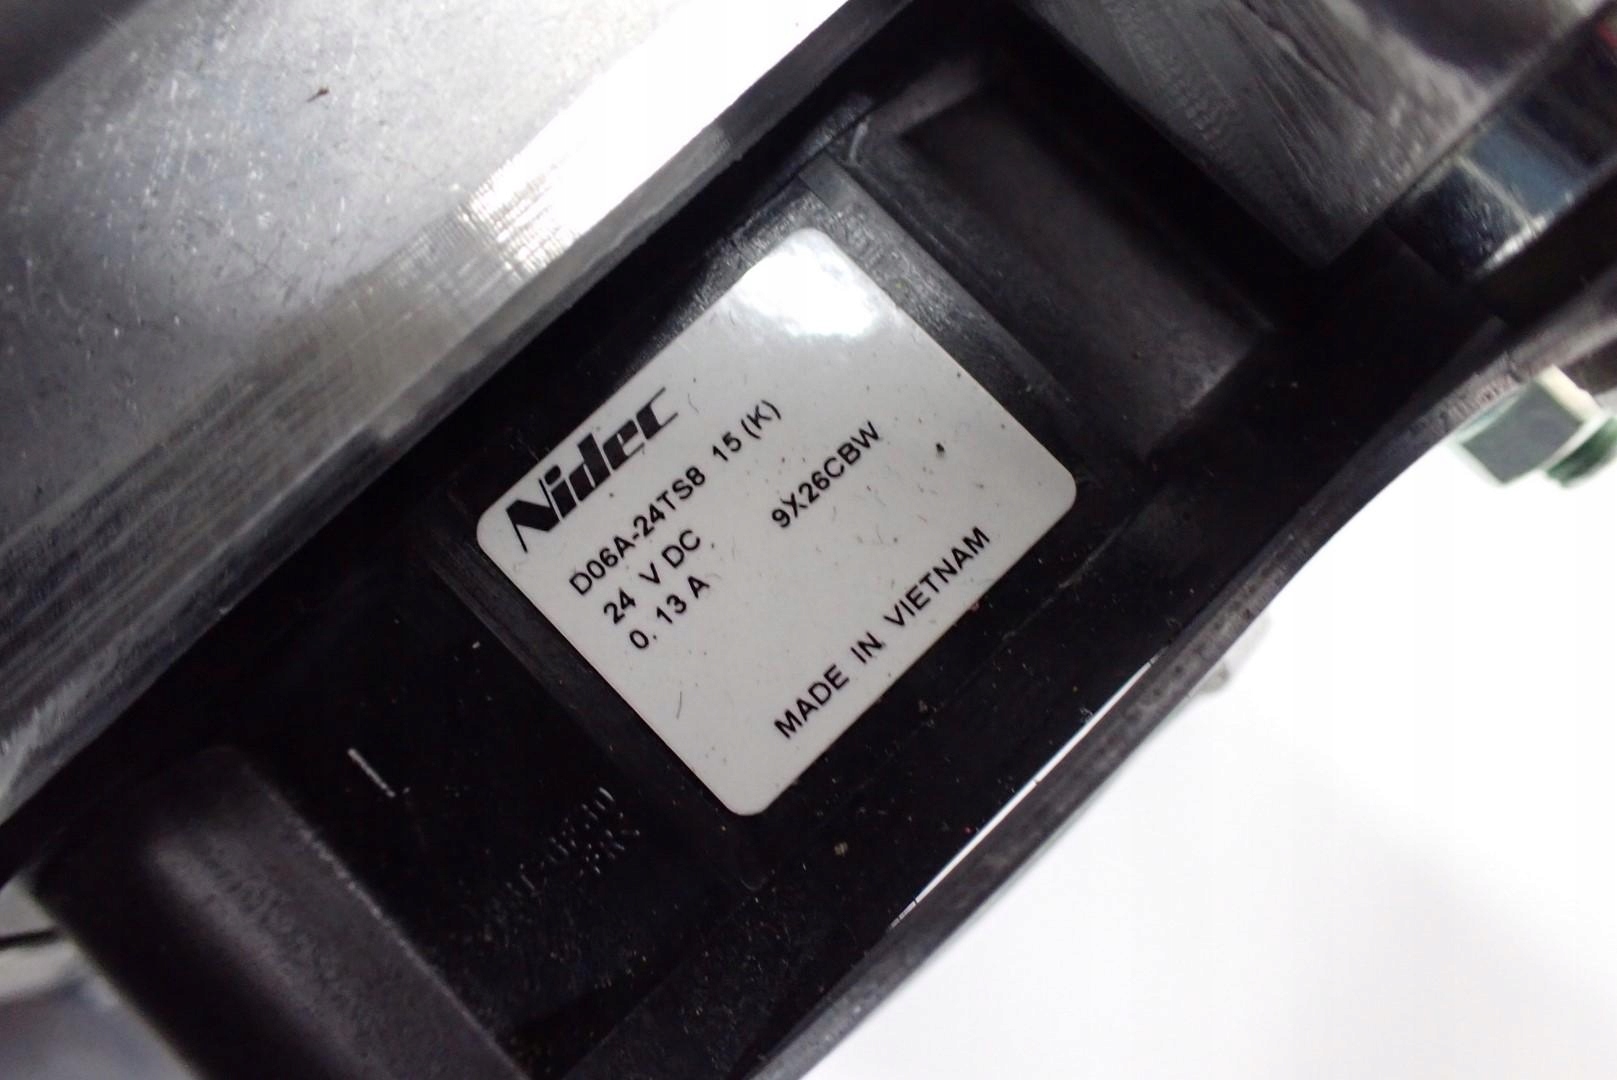 Nidec
D06A-24TS8 15(K)
24 V DC 9X26CBW
0.13 A
MADE IN VIETNAM